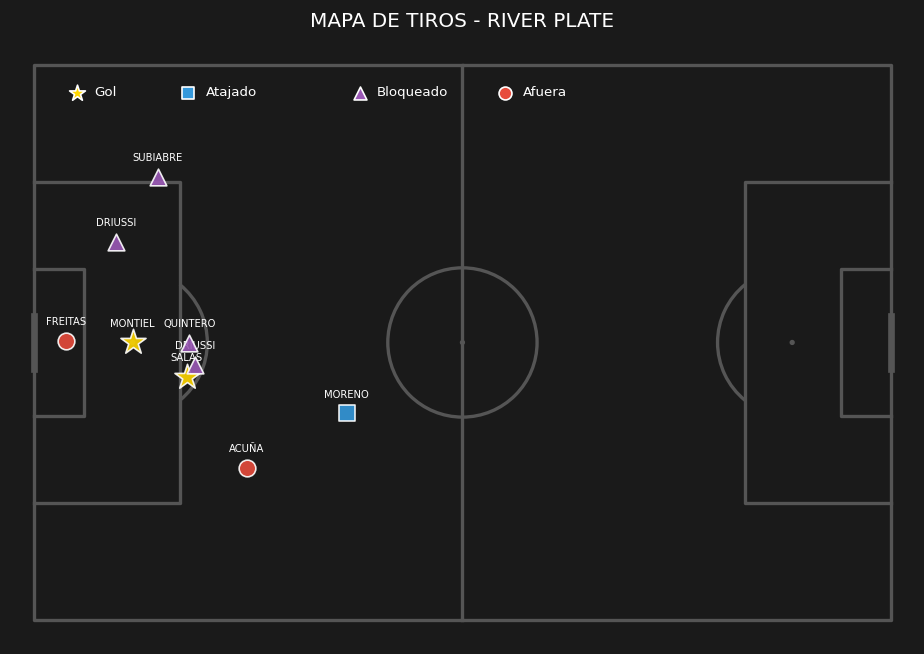 MAPA DE TIROS - RIVER PLATE
Gol
Atajado
Bloqueado
Afuera
SUBIABRE
DRIUSSI
FREITAS
MONTIEL
QUINTERO
DRIUSSI
SALAS
MORENO
ACUÑA